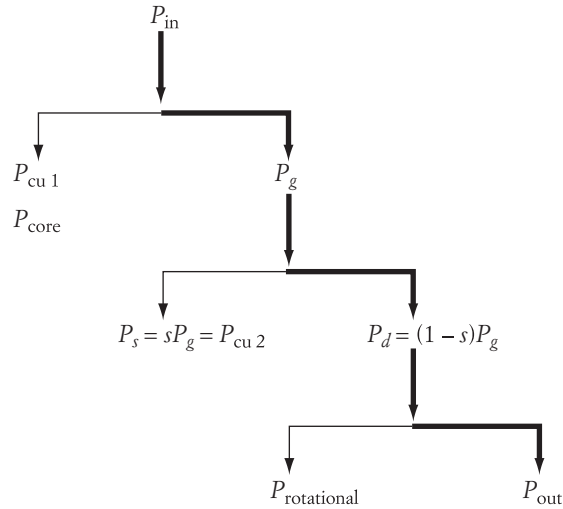 P_in
P_cu 1
P_g
P_core
P_s = sP_g = P_cu 2
P_d = (1 − s)P_g
P_rotational
P_out